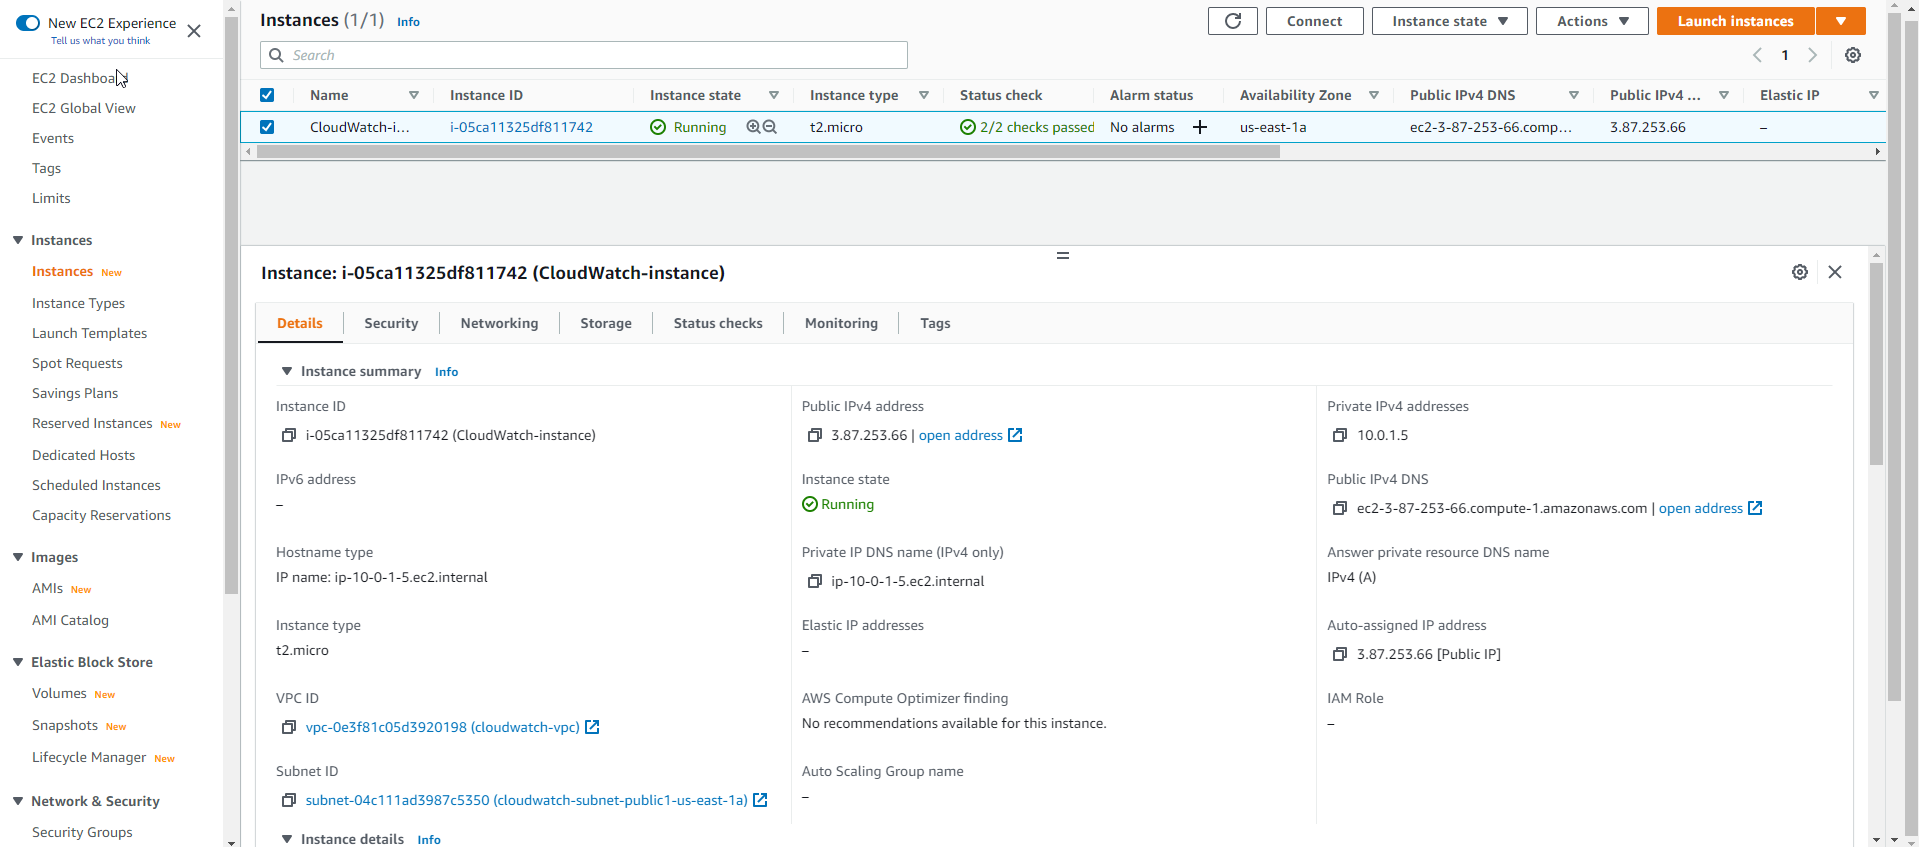 New EC2 Experience
Tell us what you think
EC2 Dashboard
EC2 Global View
Events
Tags
Limits
Instances
Instances New
Instance Types
Launch Templates
Spot Requests
Savings Plans
Reserved Instances New
Dedicated Hosts
Scheduled Instances
Capacity Reservations
Images
AMIs New
AMI Catalog
Elastic Block Store
Volumes New
Snapshots New
Lifecycle Manager New
Network & Security
Security Groups
Instances (1/1) Info
Connect Instance state Actions Launch instances
Search
1
Name Instance ID Instance state Instance type Status check Alarm status Availability Zone Public IPv4 DNS Public IPv4 ... Elastic IP
CloudWatch-i... i-05ca11325df811742 Running t2.micro 2/2 checks passed No alarms + us-east-1a ec2-3-87-253-66.comp... 3.87.253.66 –
Instance: i-05ca11325df811742 (CloudWatch-instance)
Details Security Networking Storage Status checks Monitoring Tags
Instance summary Info
Instance ID
i-05ca11325df811742 (CloudWatch-instance)
Public IPv4 address
3.87.253.66 | open address
Private IPv4 addresses
10.0.1.5
IPv6 address
–
Instance state
Running
Public IPv4 DNS
ec2-3-87-253-66.compute-1.amazonaws.com | open address
Hostname type
IP name: ip-10-0-1-5.ec2.internal
Private IP DNS name (IPv4 only)
ip-10-0-1-5.ec2.internal
Answer private resource DNS name
IPv4 (A)
Instance type
t2.micro
Elastic IP addresses
–
Auto-assigned IP address
3.87.253.66 [Public IP]
VPC ID
vpc-0e3f81c05d3920198 (cloudwatch-vpc)
AWS Compute Optimizer finding
No recommendations available for this instance.
IAM Role
–
Subnet ID
subnet-04c111ad3987c5350 (cloudwatch-subnet-public1-us-east-1a)
Auto Scaling Group name
–
Instance details Info